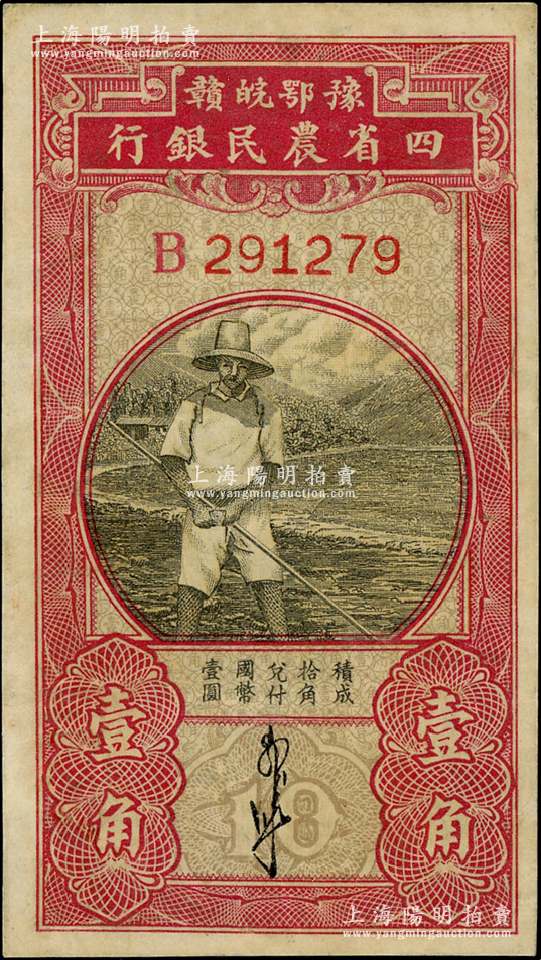 上海陽明拍賣
www.yangmingauction.com
豫鄂皖贛
四省農民銀行
B 291279
上海陽明拍賣
www.yangmingauction.com
積成
拾角
兌付
國幣
壹圓
壹角
壹角
10
上海陽明拍賣
www.yangmingauction.com